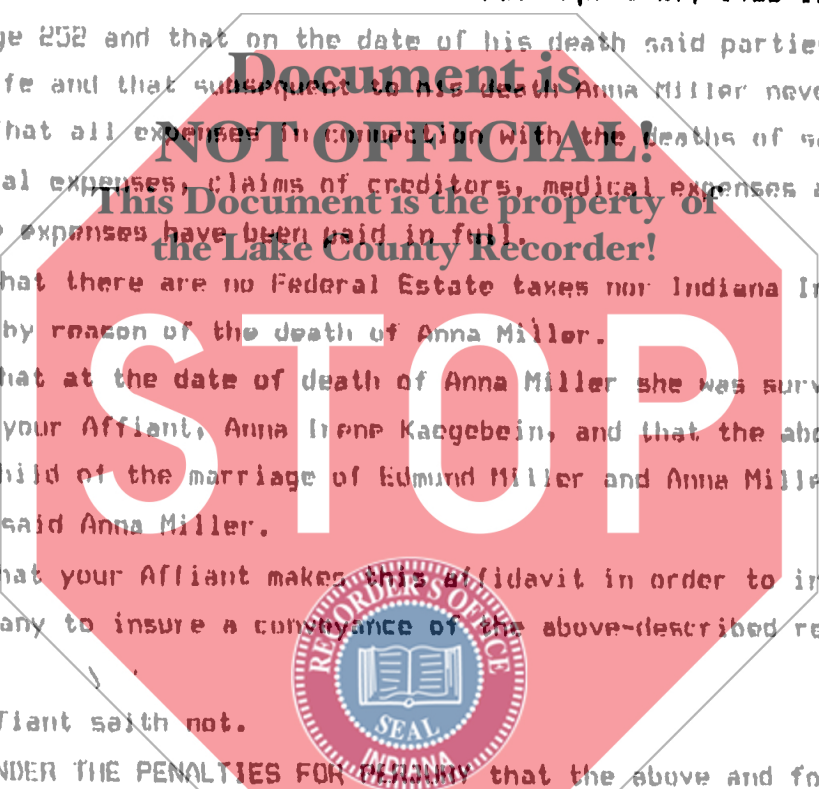 ge 252 and that on the date of his death said partie
Document is
fe and that subsequent to his death Anna Miller neve
hat all expenses in connection with the deaths of s
NOT OFFICIAL!
al expenses, claims of creditors, medical expenses a
This Document is the property of
expenses have been paid in full.
the Lake County Recorder!
hat there are no Federal Estate taxes nor Indiana In
by reason of the death of Anna Miller.
hat at the date of death of Anna Miller she was surv
your Affiant, Anna Irene Kaegebein, and that the abo
STOP
hild of the marriage of Edmund Miller and Anna Mille
said Anna Miller.
hat your Affiant makes this affidavit in order to in
any to insure a conveyance of the above-described re
RECORDER'S OFFICE
SEAL
INDIANA
fiant saith not.
NDER THE PENALTIES FOR PERJURY that the above and fo